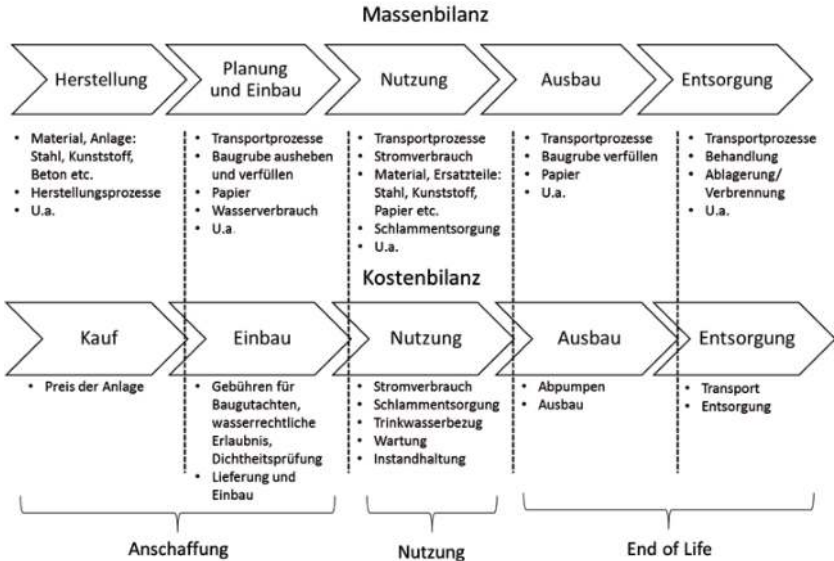 Massenbilanz
Herstellung
Planung
und Einbau
Nutzung
Ausbau
Entsorgung
• Material, Anlage:
Stahl, Kunststoff,
Beton etc.
• Herstellungsprozesse
• U.a.
• Transportprozesse
• Baugrube ausheben
und verfüllen
• Papier
• Wasserverbrauch
• U.a.
• Transportprozesse
• Stromverbrauch
• Material, Ersatzteile:
Stahl, Kunststoff,
Papier etc.
• Schlammentsorgung
• U.a.
• Transportprozesse
• Baugrube verfüllen
• Papier
• U.a.
• Transportprozesse
• Behandlung
• Ablagerung/
Verbrennung
• U.a.
Kostenbilanz
Kauf
Einbau
Nutzung
Ausbau
Entsorgung
• Preis der Anlage
• Gebühren für
Baugutachten,
wasserrechtliche
Erlaubnis,
Dichtheitsprüfung
• Lieferung und
Einbau
• Stromverbrauch
• Schlammentsorgung
• Trinkwasserbezug
• Wartung
• Instandhaltung
• Abpumpen
• Ausbau
• Transport
• Entsorgung
Anschaffung
Nutzung
End of Life